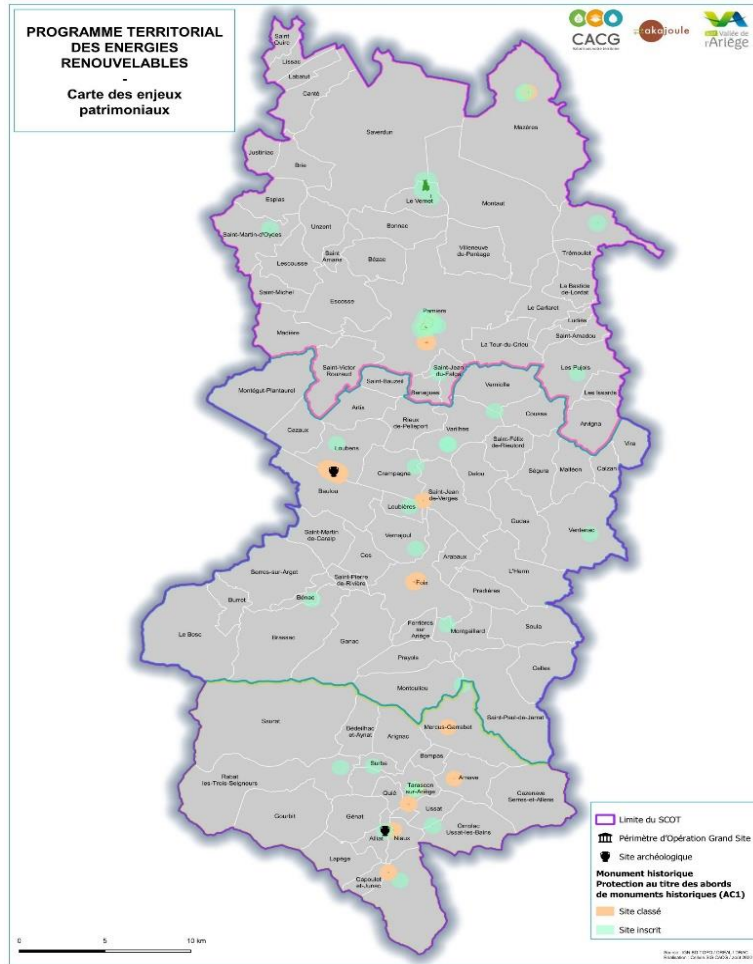 PROGRAMME TERRITORIAL
DES ENERGIES
RENOUVELABLES
-
Carte des enjeux
patrimoniaux
CACG
akajoule
Vallée de
l'Ariège
Saint
Quirc
Lissac
Labatut
Canté
Saverdun
Mazères
Justiniac
Brie
Le Vernet
Montaut
Esplas
Saint-Martin-d'Oydes
Unzent
Bonnac
Trémoulet
Lescousse
Saint
Amans
Bézac
Villeneuve
du-Paréage
La Bastide
de-Lordat
Saint-Michel
Escosse
Le Carlaret
Pamiers
Ludiès
Saint-Amadou
Madière
La Tour-du-Crieu
Saint-Victor
Rouzaud
Saint-Bauzeil
Saint-Jean
du-Falga
Les Pujols
Benagues
Verniolle
Les Issards
Montégut-Plantaurel
Artix
Arvigna
Cazaux
Rieux
de-Pelleport
Varilhes
Coussa
Saint-Félix
de-Rieutord
Vira
Loubens
Crampagna
Dalou
Ségura
Malléon
Calzan
Baulou
Saint-Jean
de-Verges
Loubières
Gudas
Ventenac
Saint-Martin
de-Caralp
Vernajoul
Cos
Arabaux
L'Herm
Serres-sur-Arget
Saint-Pierre
de-Rivière
Foix
Pradières
Burret
Bénac
Ferrières
sur
Ariège
Montgaillard
Soula
Le Bosc
Brassac
Ganac
Prayols
Celles
Montoulieu
Saint-Paul-de-Jarrat
Saurat
Bédeilhac
et-Aynat
Arignac
Mercus-Garrabet
Bompas
Surba
Rabat
les-Trois-Seigneurs
Quié
Tarascon
sur-Ariège
Arnave
Cazenave
Serres-et-Allens
Ussat
Gourbit
Génat
Ornolac
Ussat-les-Bains
Alliat
Niaux
Lapège
Capoulet
et-Junac
Limite du SCOT
Périmètre d'Opération Grand Site
Site archéologique
Monument historique
Protection au titre des abords
de monuments historiques (AC1)
Site classé
Site inscrit
0 5 10 km